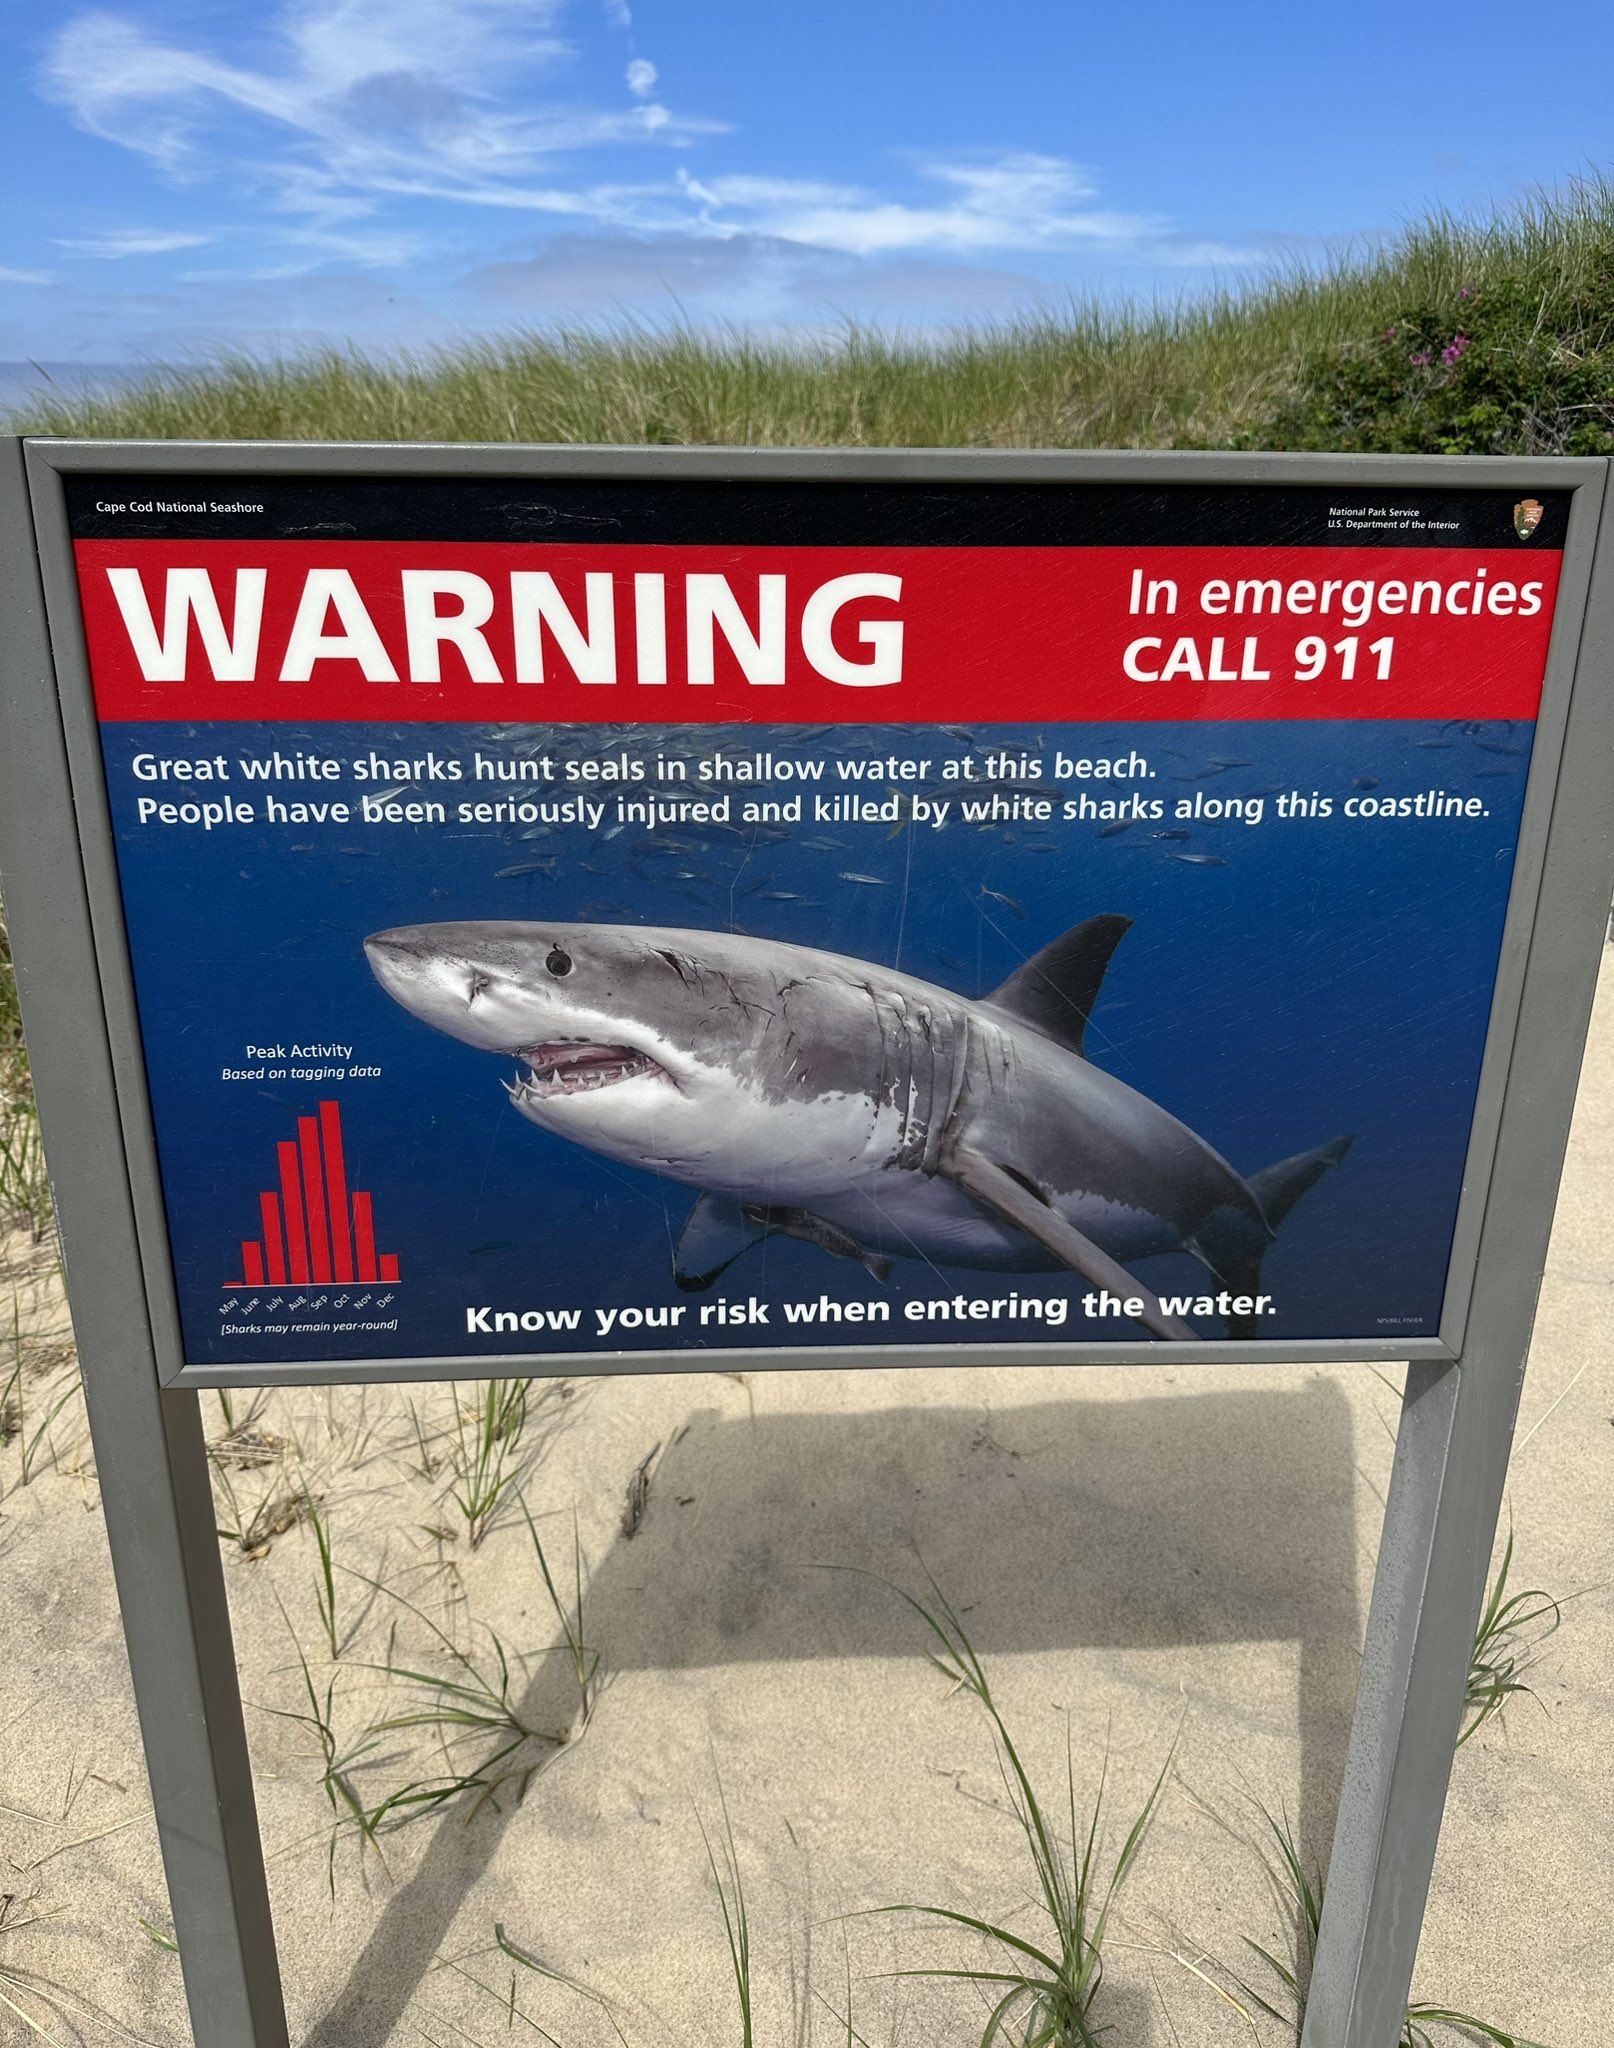 Cape Cod National Seashore
National Park Service
U.S. Department of the Interior
WARNING
In emergencies
CALL 911
Great white sharks hunt seals in shallow water at this beach.
People have been seriously injured and killed by white sharks along this coastline.
Peak Activity
Based on tagging data
May June July Aug Sep Oct Nov Dec
[Sharks may remain year-round]
Know your risk when entering the water.
NPS/BILL FISHER